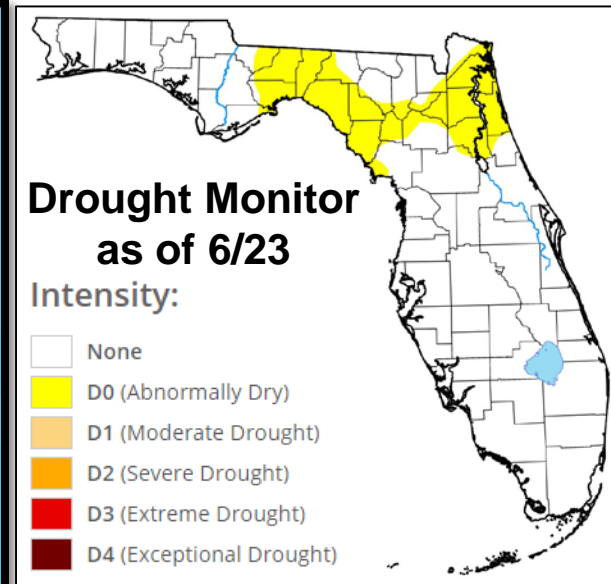 Drought Monitor
as of 6/23
Intensity:
None
D0 (Abnormally Dry)
D1 (Moderate Drought)
D2 (Severe Drought)
D3 (Extreme Drought)
D4 (Exceptional Drought)